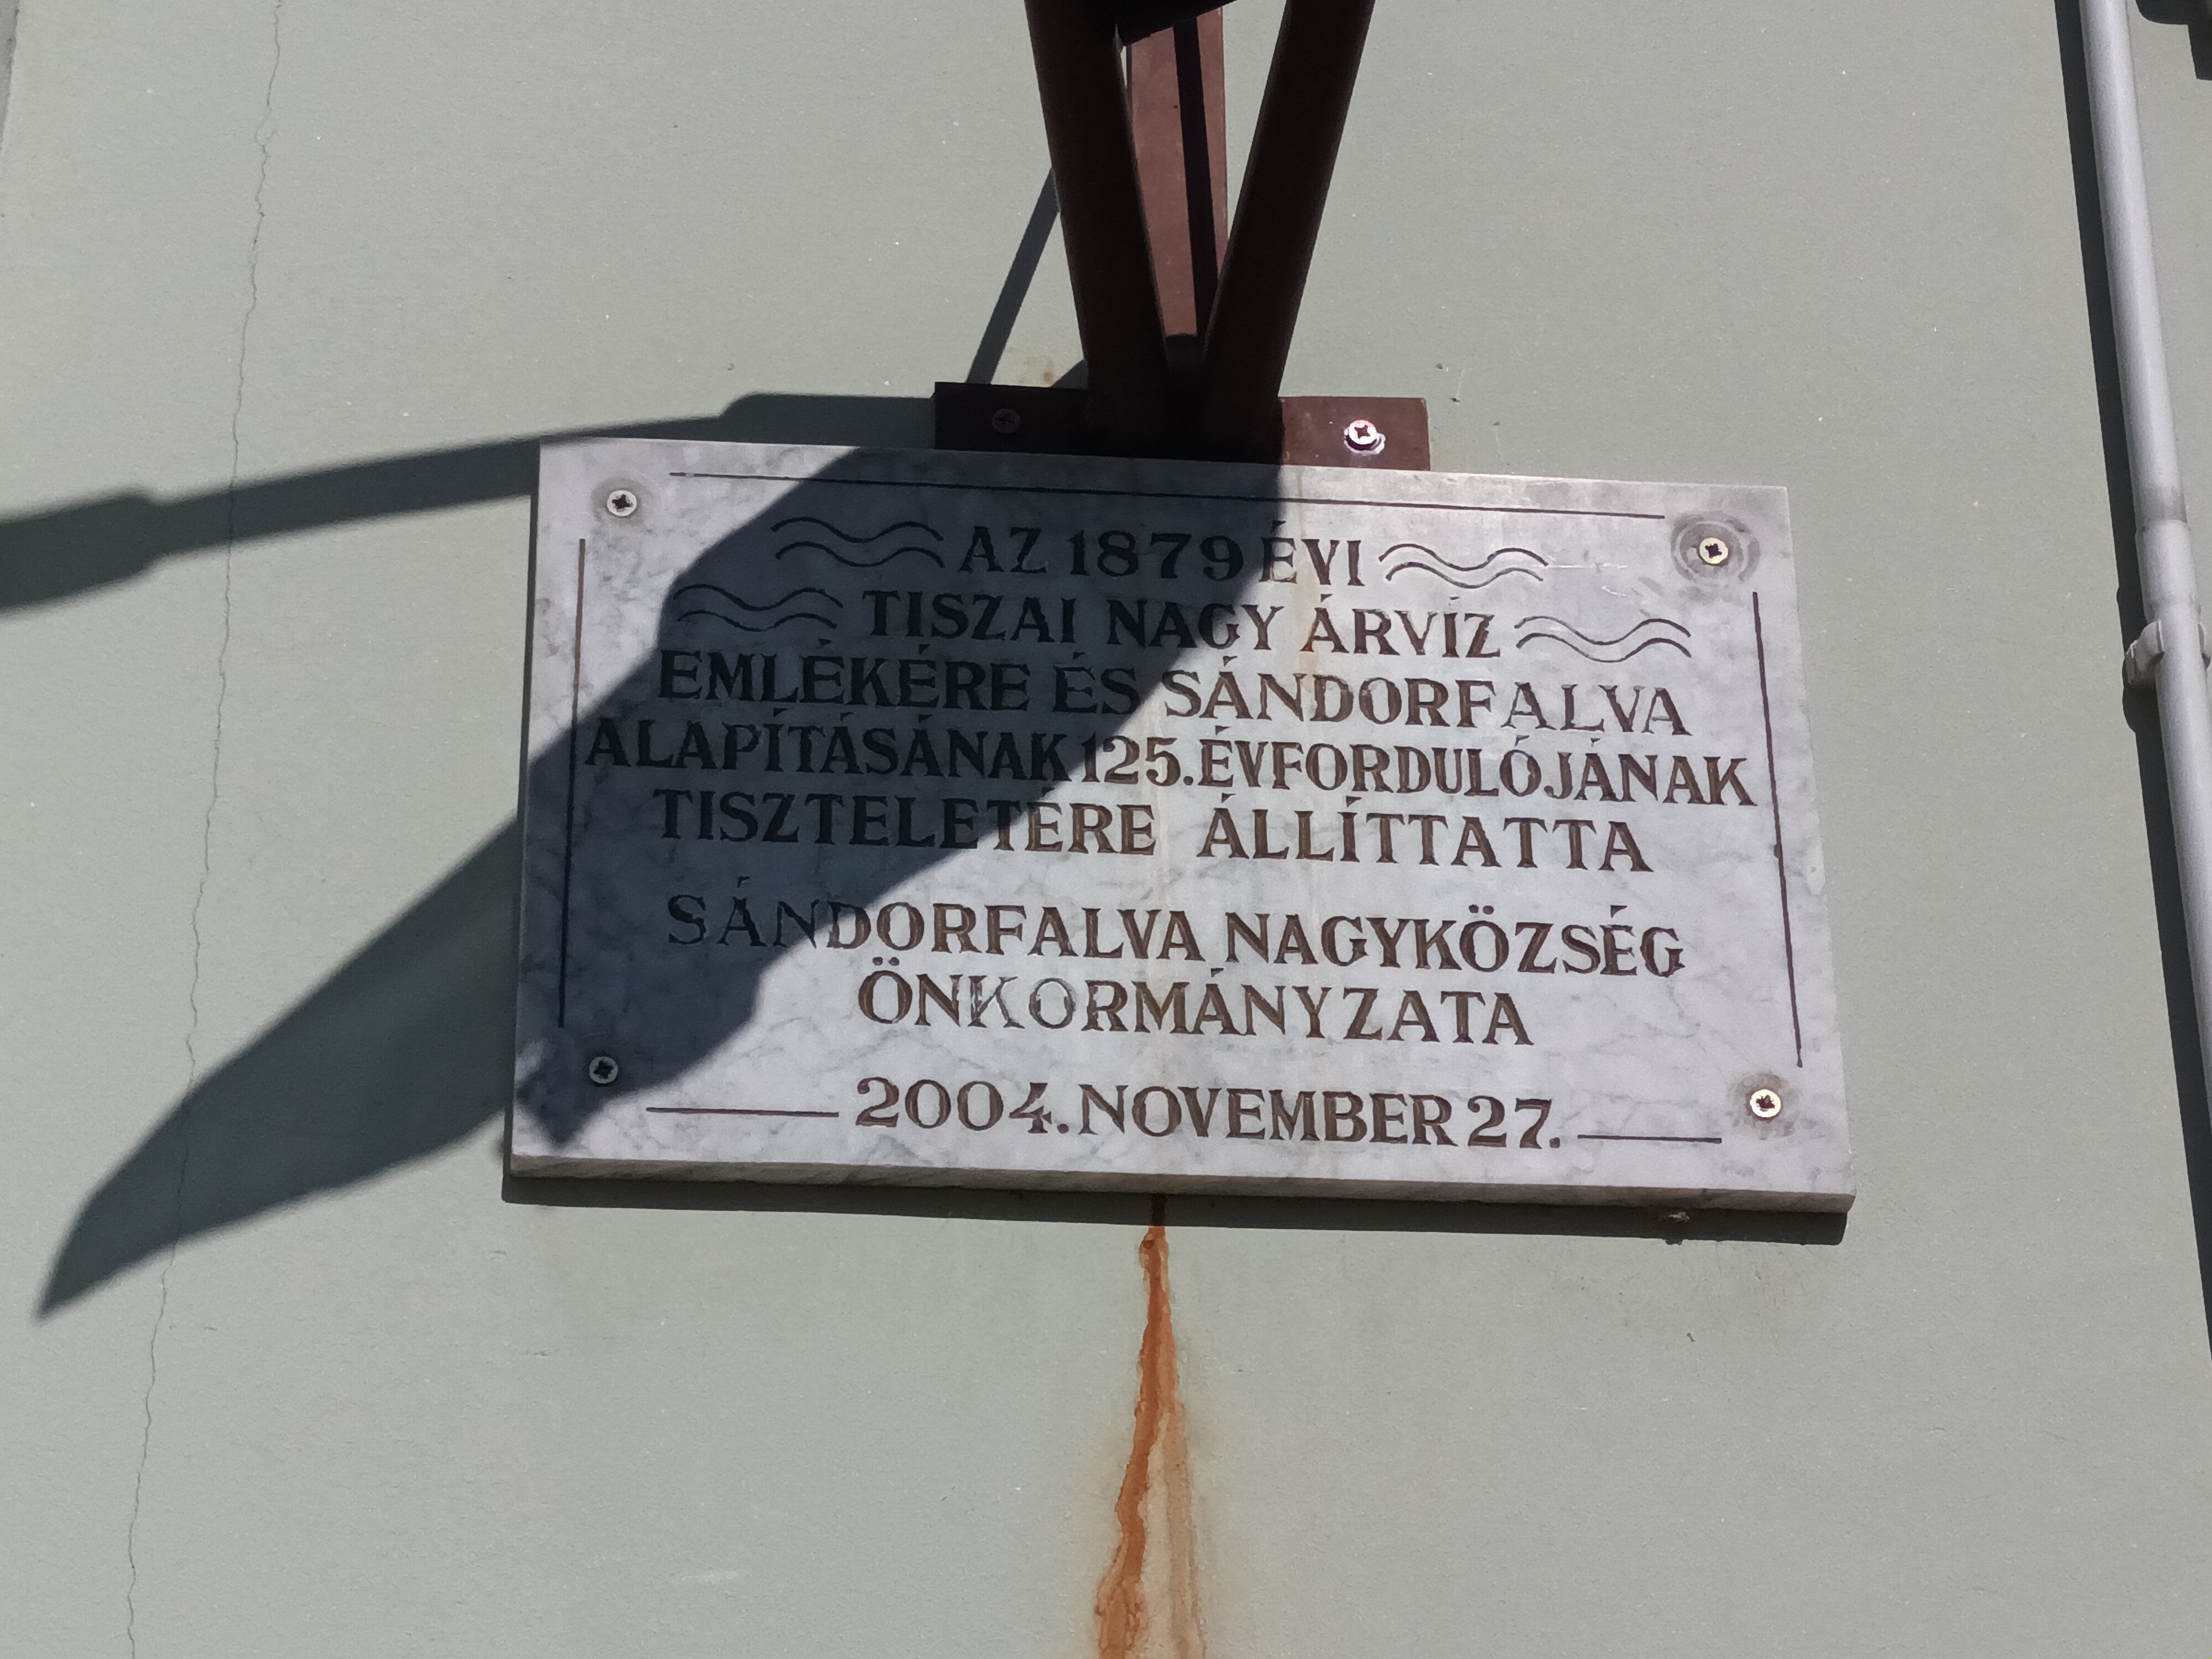 AZ 1879 ÉVI
TISZAI NAGY ÁRVÍZ
EMLÉKÉRE ÉS SÁNDORFALVA
ALAPÍTÁSÁNAK 125. ÉVFORDULÓJÁNAK
TISZTELETÉRE ÁLLÍTTATTA
SÁNDORFALVA NAGYKÖZSÉG
ÖNKORMÁNYZATA
2004. NOVEMBER 27.